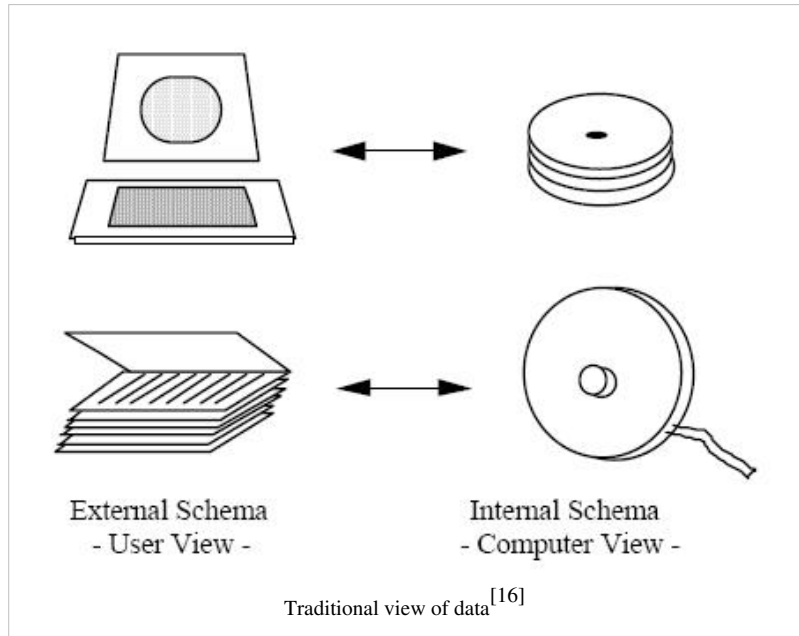 External Schema
- User View -
Internal Schema
- Computer View -
Traditional view of data[16]